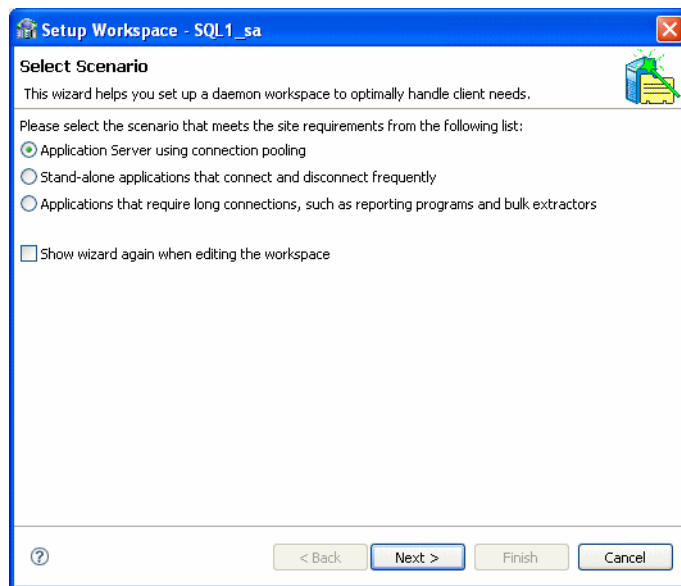 Setup Workspace - SQL1_sa
Select Scenario
This wizard helps you set up a daemon workspace to optimally handle client needs.
Please select the scenario that meets the site requirements from the following list:
Application Server using connection pooling
Stand-alone applications that connect and disconnect frequently
Applications that require long connections, such as reporting programs and bulk extractors
Show wizard again when editing the workspace
?
< Back
Next >
Finish
Cancel